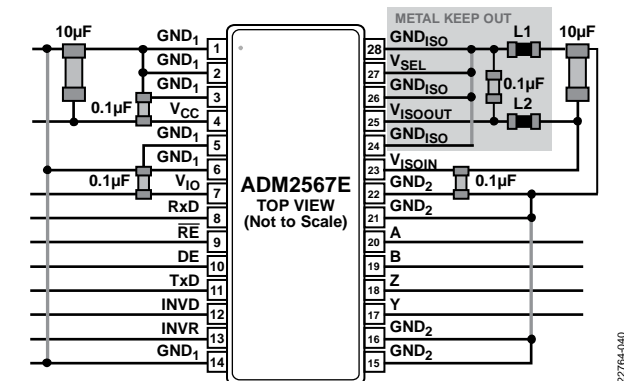 METAL KEEP OUT
10µF
GND1
1
GND1
2
GND1
3
0.1µF
VCC
4
GND1
5
GND1
6
0.1µF
VIO
7
RxD
8
RE
9
DE
10
TxD
11
INVD
12
INVR
13
GND1
14
ADM2567E
TOP VIEW
(Not to Scale)
28
GNDISO
L1
10µF
27
VSEL
0.1µF
26
GNDISO
25
VISOOUT
L2
24
GNDISO
23
VISOIN
22
GND2
0.1µF
21
GND2
20
A
19
B
18
Z
17
Y
16
GND2
15
GND2
22764-040